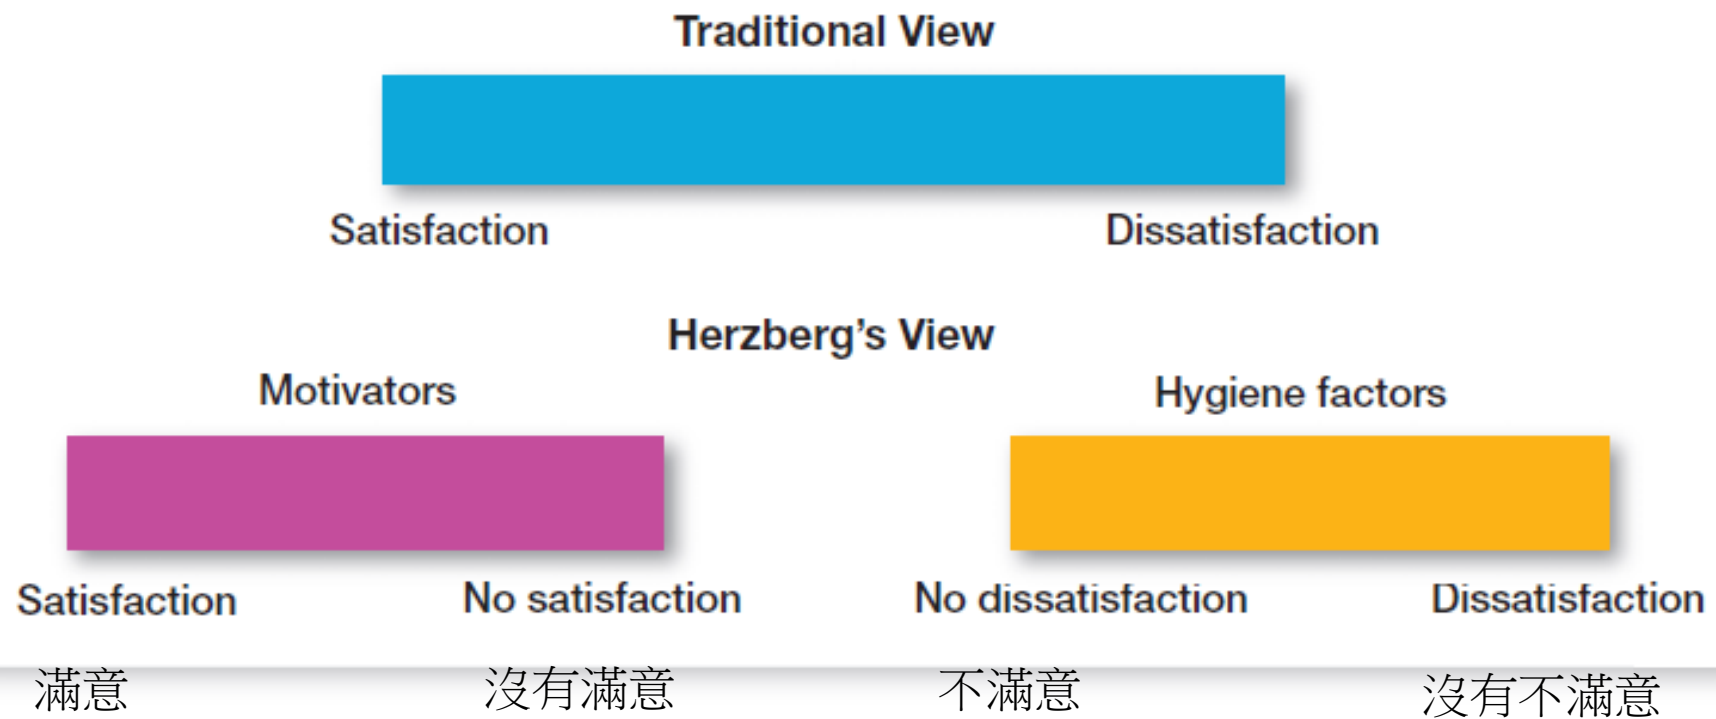 Traditional View
Satisfaction Dissatisfaction
Herzberg's View
Motivators Hygiene factors
Satisfaction No satisfaction No dissatisfaction Dissatisfaction
滿意 沒有滿意 不滿意 沒有不滿意